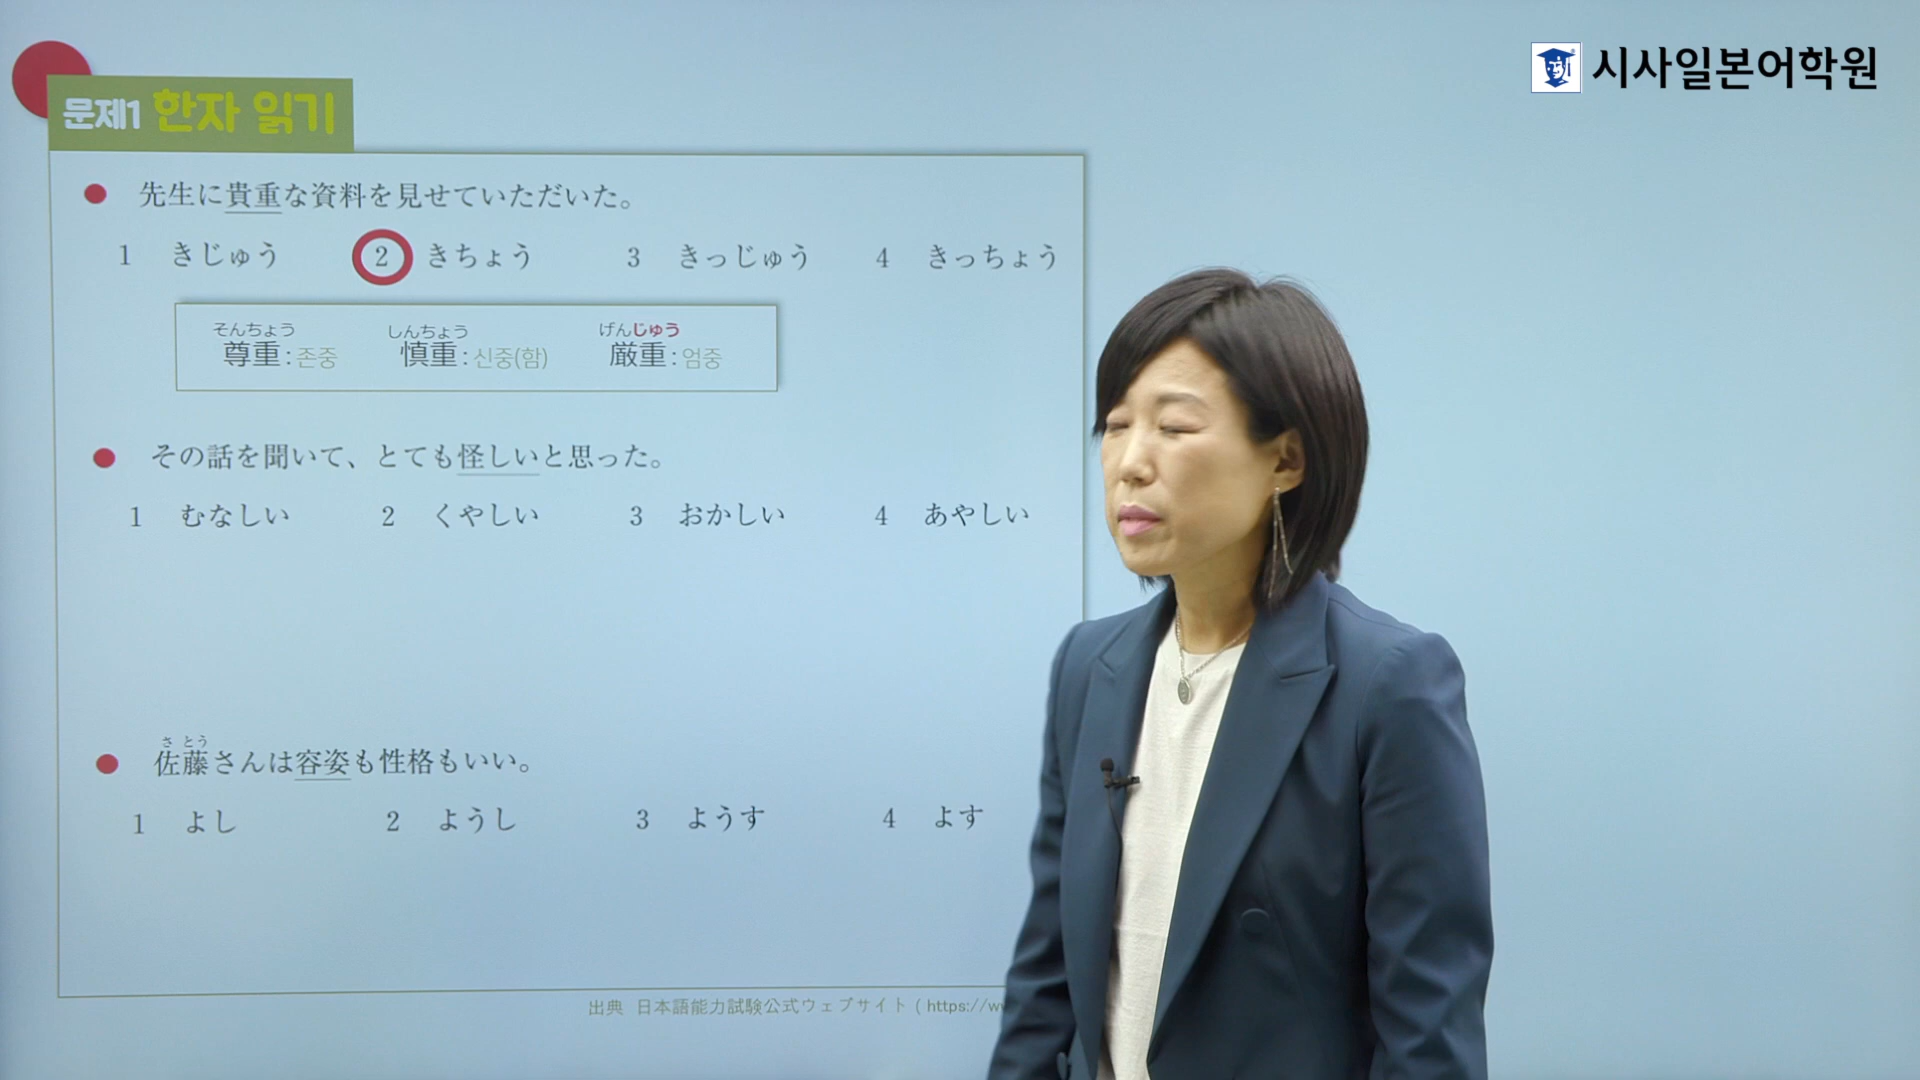 시사일본어학원
문제1 한자 읽기
先生に貴重な資料を見せていただいた。
1 きじゅう 2 きちょう 3 きっじゅう 4 きっちょう
そんちょう しんちょう げんじゅう
尊重:존중 慎重:신중(함) 厳重:엄중
その話を聞いて、とても怪しいと思った。
1 むなしい 2 くやしい 3 おかしい 4 あやしい
さとう
佐藤さんは容姿も性格もいい。
1 よし 2 ようし 3 ようす 4 よす
出典 日本語能力試験公式ウェブサイト ( https://w